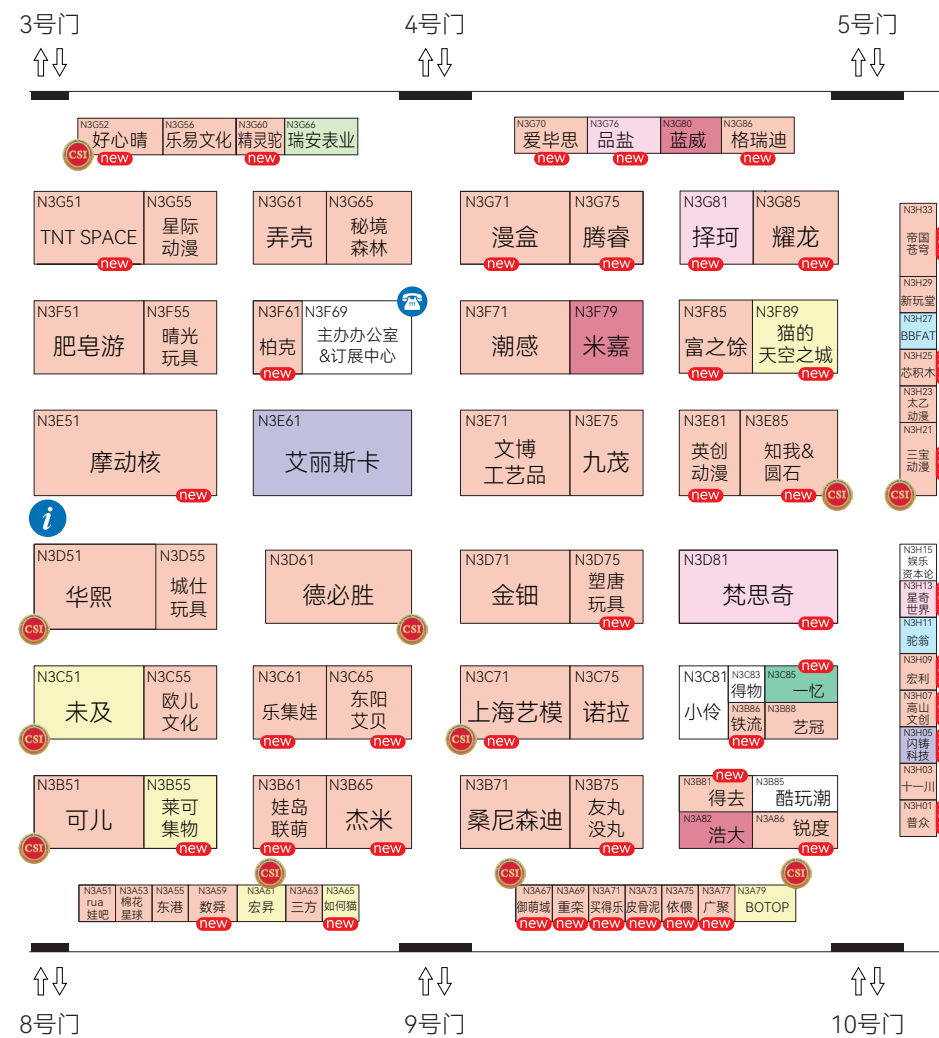 3号门
4号门
5号门
N3G52
好心晴
new
CSI
N3G56
乐易文化
N3G60
精灵驼
new
N3G66
瑞安表业
N3G70
爱毕思
new
N3G76
品盐
new
N3G80
蓝威
N3G86
格瑞迪
new
N3G51
TNT SPACE
new
N3G55
星际
动漫
N3G61
弄壳
N3G65
秘境
森林
N3G71
漫盒
new
N3G75
腾睿
new
N3G81
择珂
new
N3G85
耀龙
new
N3F51
肥皂游
N3F55
晴光
玩具
N3F61
柏克
new
N3F69
主办办公室
&订展中心
N3F71
潮感
N3F79
米嘉
N3F85
富之馀
new
N3F89
猫的
天空之城
new
N3E51
摩动核
new
N3E61
艾丽斯卡
N3E71
文博
工艺品
N3E75
九茂
N3E81
英创
动漫
new
N3E85
知我&
圆石
new
CSI
i
N3D51
华熙
CSI
N3D55
城仕
玩具
N3D61
德必胜
CSI
N3D71
金钿
N3D75
塑唐
玩具
new
N3D81
梵思奇
new
N3C51
未及
CSI
N3C55
欧儿
文化
N3C61
乐集娃
new
N3C65
东阳
艾贝
new
N3C71
上海艺模
CSI
new
N3C75
诺拉
N3C81
小伶
N3C83
得物
N3C85
一忆
new
N3B86
铁流
new
N3B88
艺冠
N3B51
可儿
CSI
N3B55
莱可
集物
new
N3B61
娃岛
联萌
new
N3B65
杰米
new
N3B71
桑尼森迪
N3B75
友丸
没丸
new
N3B81
得去
new
N3B85
酷玩潮
N3A82
浩大
N3A86
锐度
new
N3A51
rua
娃吧
N3A53
棉花
星球
N3A55
东港
N3A59
数舜
new
CSI
N3A61
宏昇
N3A63
三方
N3A65
如何猫
new
CSI
N3A67
御萌域
new
N3A69
重栾
new
N3A71
买得乐
new
N3A73
皮骨泥
new
N3A75
依偎
new
N3A77
广聚
new
N3A79
BOTOP
CSI
N3H33
帝国
苍穹
N3H29
新玩堂
N3H27
BBFAT
N3H25
芯积木
N3H23
太乙
动漫
N3H21
三宝
动漫
CSI
N3H15
娱乐
资本论
N3H13
星奇
世界
N3H11
驼翁
N3H09
宏利
N3H07
高山
文创
N3H05
闪铸
科技
N3H03
十一川
N3H01
普众
8号门
9号门
10号门